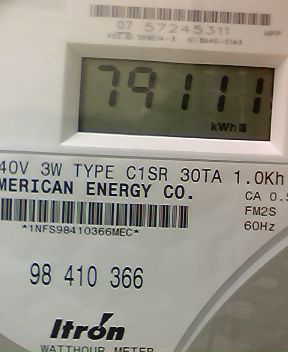 07 57245311
79111
kWh
40V 3W TYPE C1SR 30TA 1.0Kh
MERICAN ENERGY CO.
CA 0.5
FM2S
*1NFS98410366MEC*
60Hz
98 410 366
Itrón
WATTHOUR METER